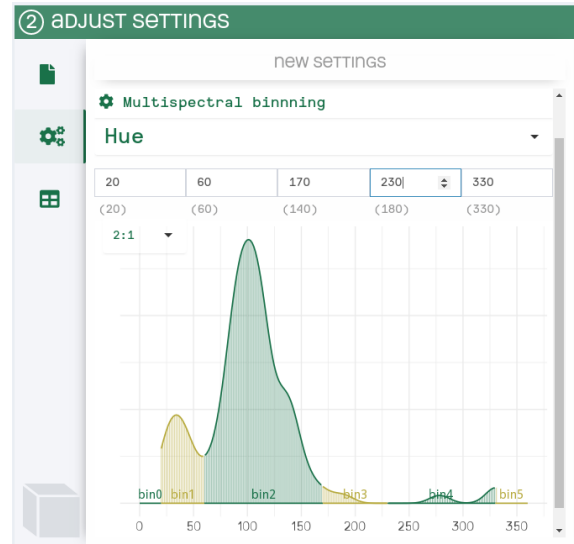 ② ADJUST SETTINGS
NEW SETTINGS
Multispectral binnning
Hue
20 60 170 230 330
(20) (60) (140) (180) (330)
2:1
bin0 bin1 bin2 bin3 bin4 bin5
0 50 100 150 200 250 300 350